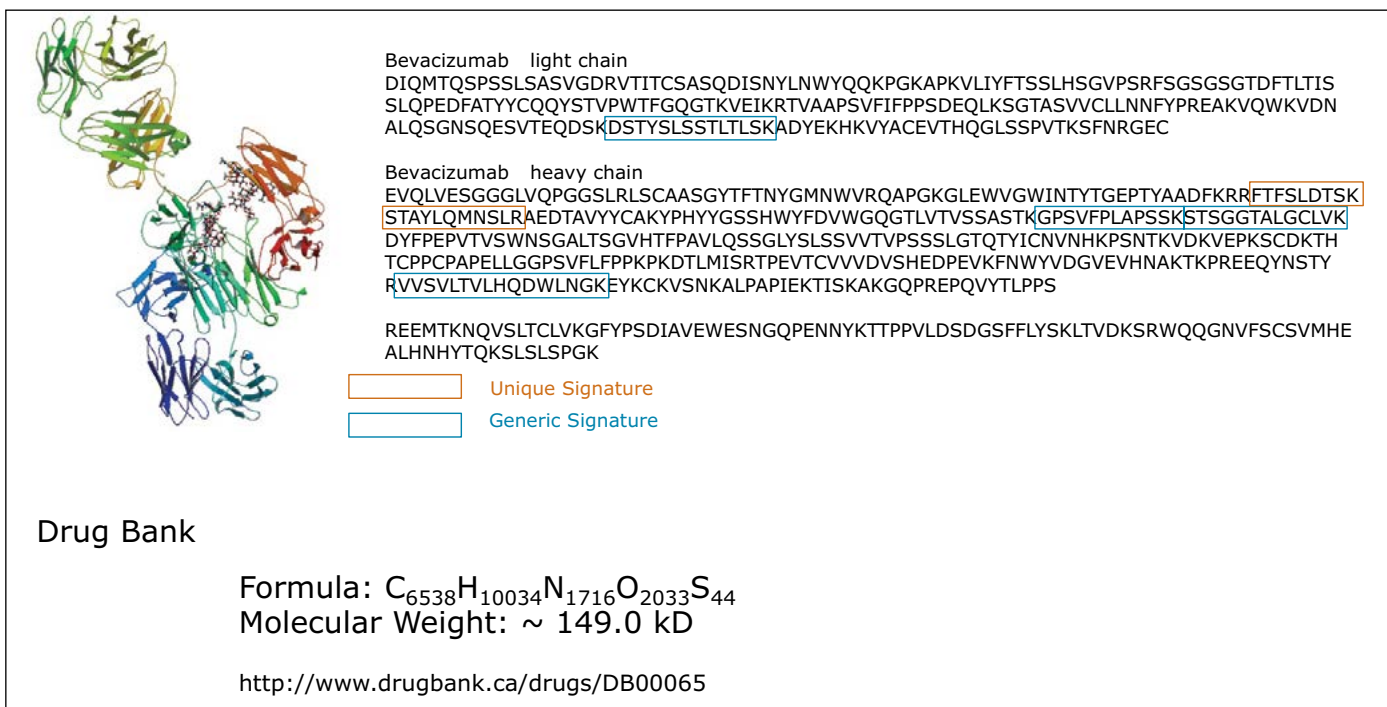 Bevacizumab light chain
DIQMTQSPSSLSASVGDRVTITCSASQDISNYLNWYQQKPGKAPKVLIYFTSSLHSGVPSRFSGSGSGTDFTLTIS
SLQPEDFATYYCQQYSTVPWTFGQGTKVEIKRTVAAPSVFIFPPSDEQLKSGTASVVCLLNNFYPREAKVQWKVDN
ALQSGNSQESVTEQDSKDSTYSLSSTLTLSKADYEKHKVYACEVTHQGLSSPVTKSFNRGEC
Bevacizumab heavy chain
EVQLVESGGGLVQPGGSLRLSCAASGYTFTNYGMNWVRQAPGKGLEWVGWINTYTGEPTYAADFKRRFTFSLDTSK
STAYLQMNSLRAEDTAVYYCAKYPHYYGSSHWYFDVWGQGTLVTVSSASTKGPSVFPLAPSSKSTSGGTALGCLVK
DYFPEPVTVSWNSGALTSGVHTFPAVLQSSGLYSLSSVVTVPSSSLGTQTYICNVNHKPSNTKVDKVEPKSCDKTH
TCPPCPAPELLGGPSVFLFPPKPKDTLMISRTPEVTCVVVDVSHEDPEVKFNWYVDGVEVHNAKTKPREEQYNSTY
RVVSVLTVLHQDWLNGKEYKCKVSNKALPAPIEKTISKAKGQPREPQVYTLPPS
REEMTKNQVSLTCLVKGFYPSDIAVEWESNGQPENNYKTTPPVLDSDGSFFLYSKLTVDKSRWQQGNVFSCSVMHE
ALHNHYTQKSLSLSPGK
Unique Signature
Generic Signature
Drug Bank
Formula: C6538H10034N1716O2033S44
Molecular Weight: ~ 149.0 kD
http://www.drugbank.ca/drugs/DB00065